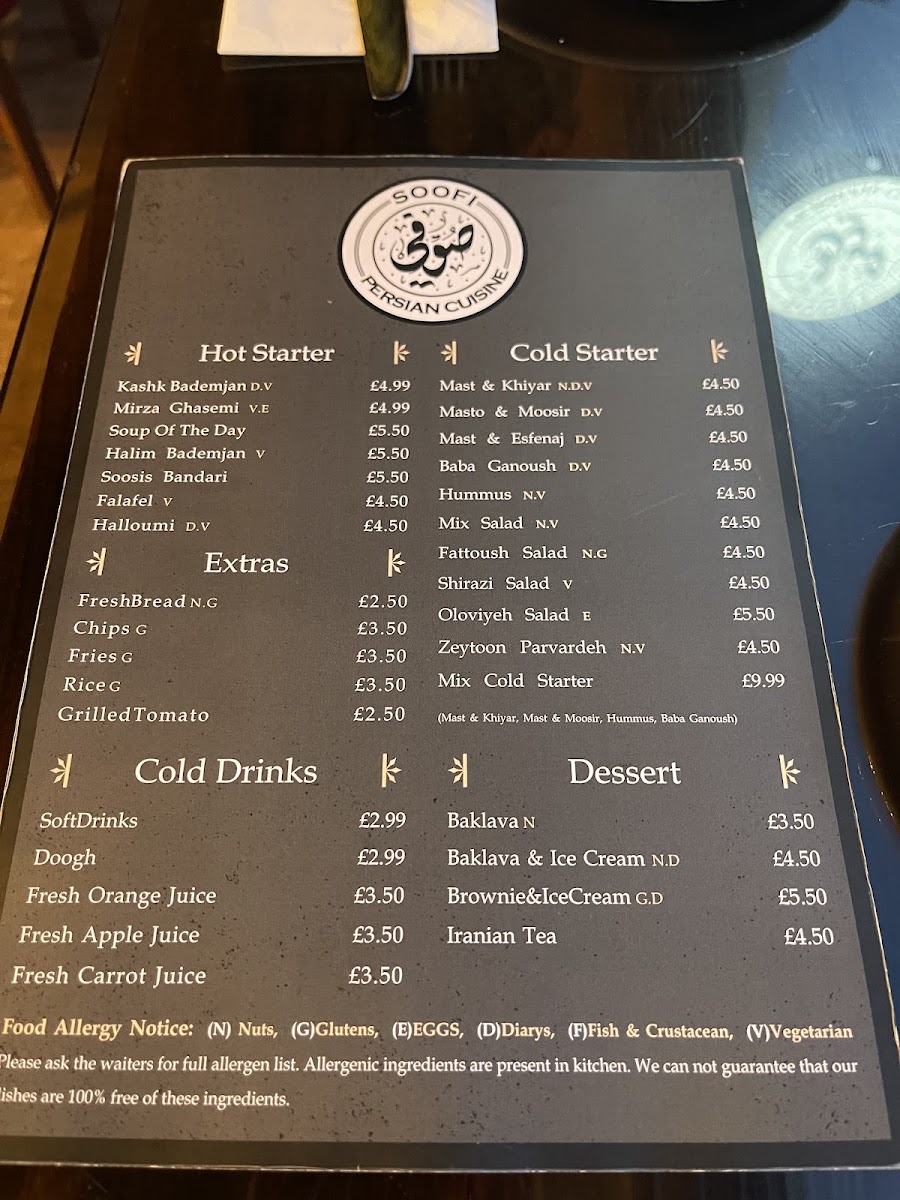 SOOFI
صوفي
PERSIAN CUISINE
Hot Starter
Kashk Bademjan D.V £4.99
Mirza Ghasemi V.E £4.99
Soup Of The Day £5.50
Halim Bademjan V £5.50
Soosis Bandari £5.50
Falafel V £4.50
Halloumi D.V £4.50
Extras
FreshBread N.G £2.50
Chips G £3.50
Fries G £3.50
Rice G £3.50
GrilledTomato £2.50
Cold Starter
Mast & Khiyar N.D.V £4.50
Masto & Moosir D.V £4.50
Mast & Esfenaj D.V £4.50
Baba Ganoush D.V £4.50
Hummus N.V £4.50
Mix Salad N.V £4.50
Fattoush Salad N.G £4.50
Shirazi Salad V £4.50
Oloviyeh Salad E £5.50
Zeytoon Parvardeh N.V £4.50
Mix Cold Starter £9.99
(Mast & Khiyar, Mast & Moosir, Hummus, Baba Ganoush)
Cold Drinks
SoftDrinks £2.99
Doogh £2.99
Fresh Orange Juice £3.50
Fresh Apple Juice £3.50
Fresh Carrot Juice £3.50
Dessert
Baklava N £3.50
Baklava & Ice Cream N.D £4.50
Brownie&IceCream G.D £5.50
Iranian Tea £4.50
Food Allergy Notice: (N) Nuts, (G)Glutens, (E)EGGS, (D)Diarys, (F)Fish & Crustacean, (V)Vegetarian
Please ask the waiters for full allergen list. Allergenic ingredients are present in kitchen. We can not guarantee that our
ishes are 100% free of these ingredients.